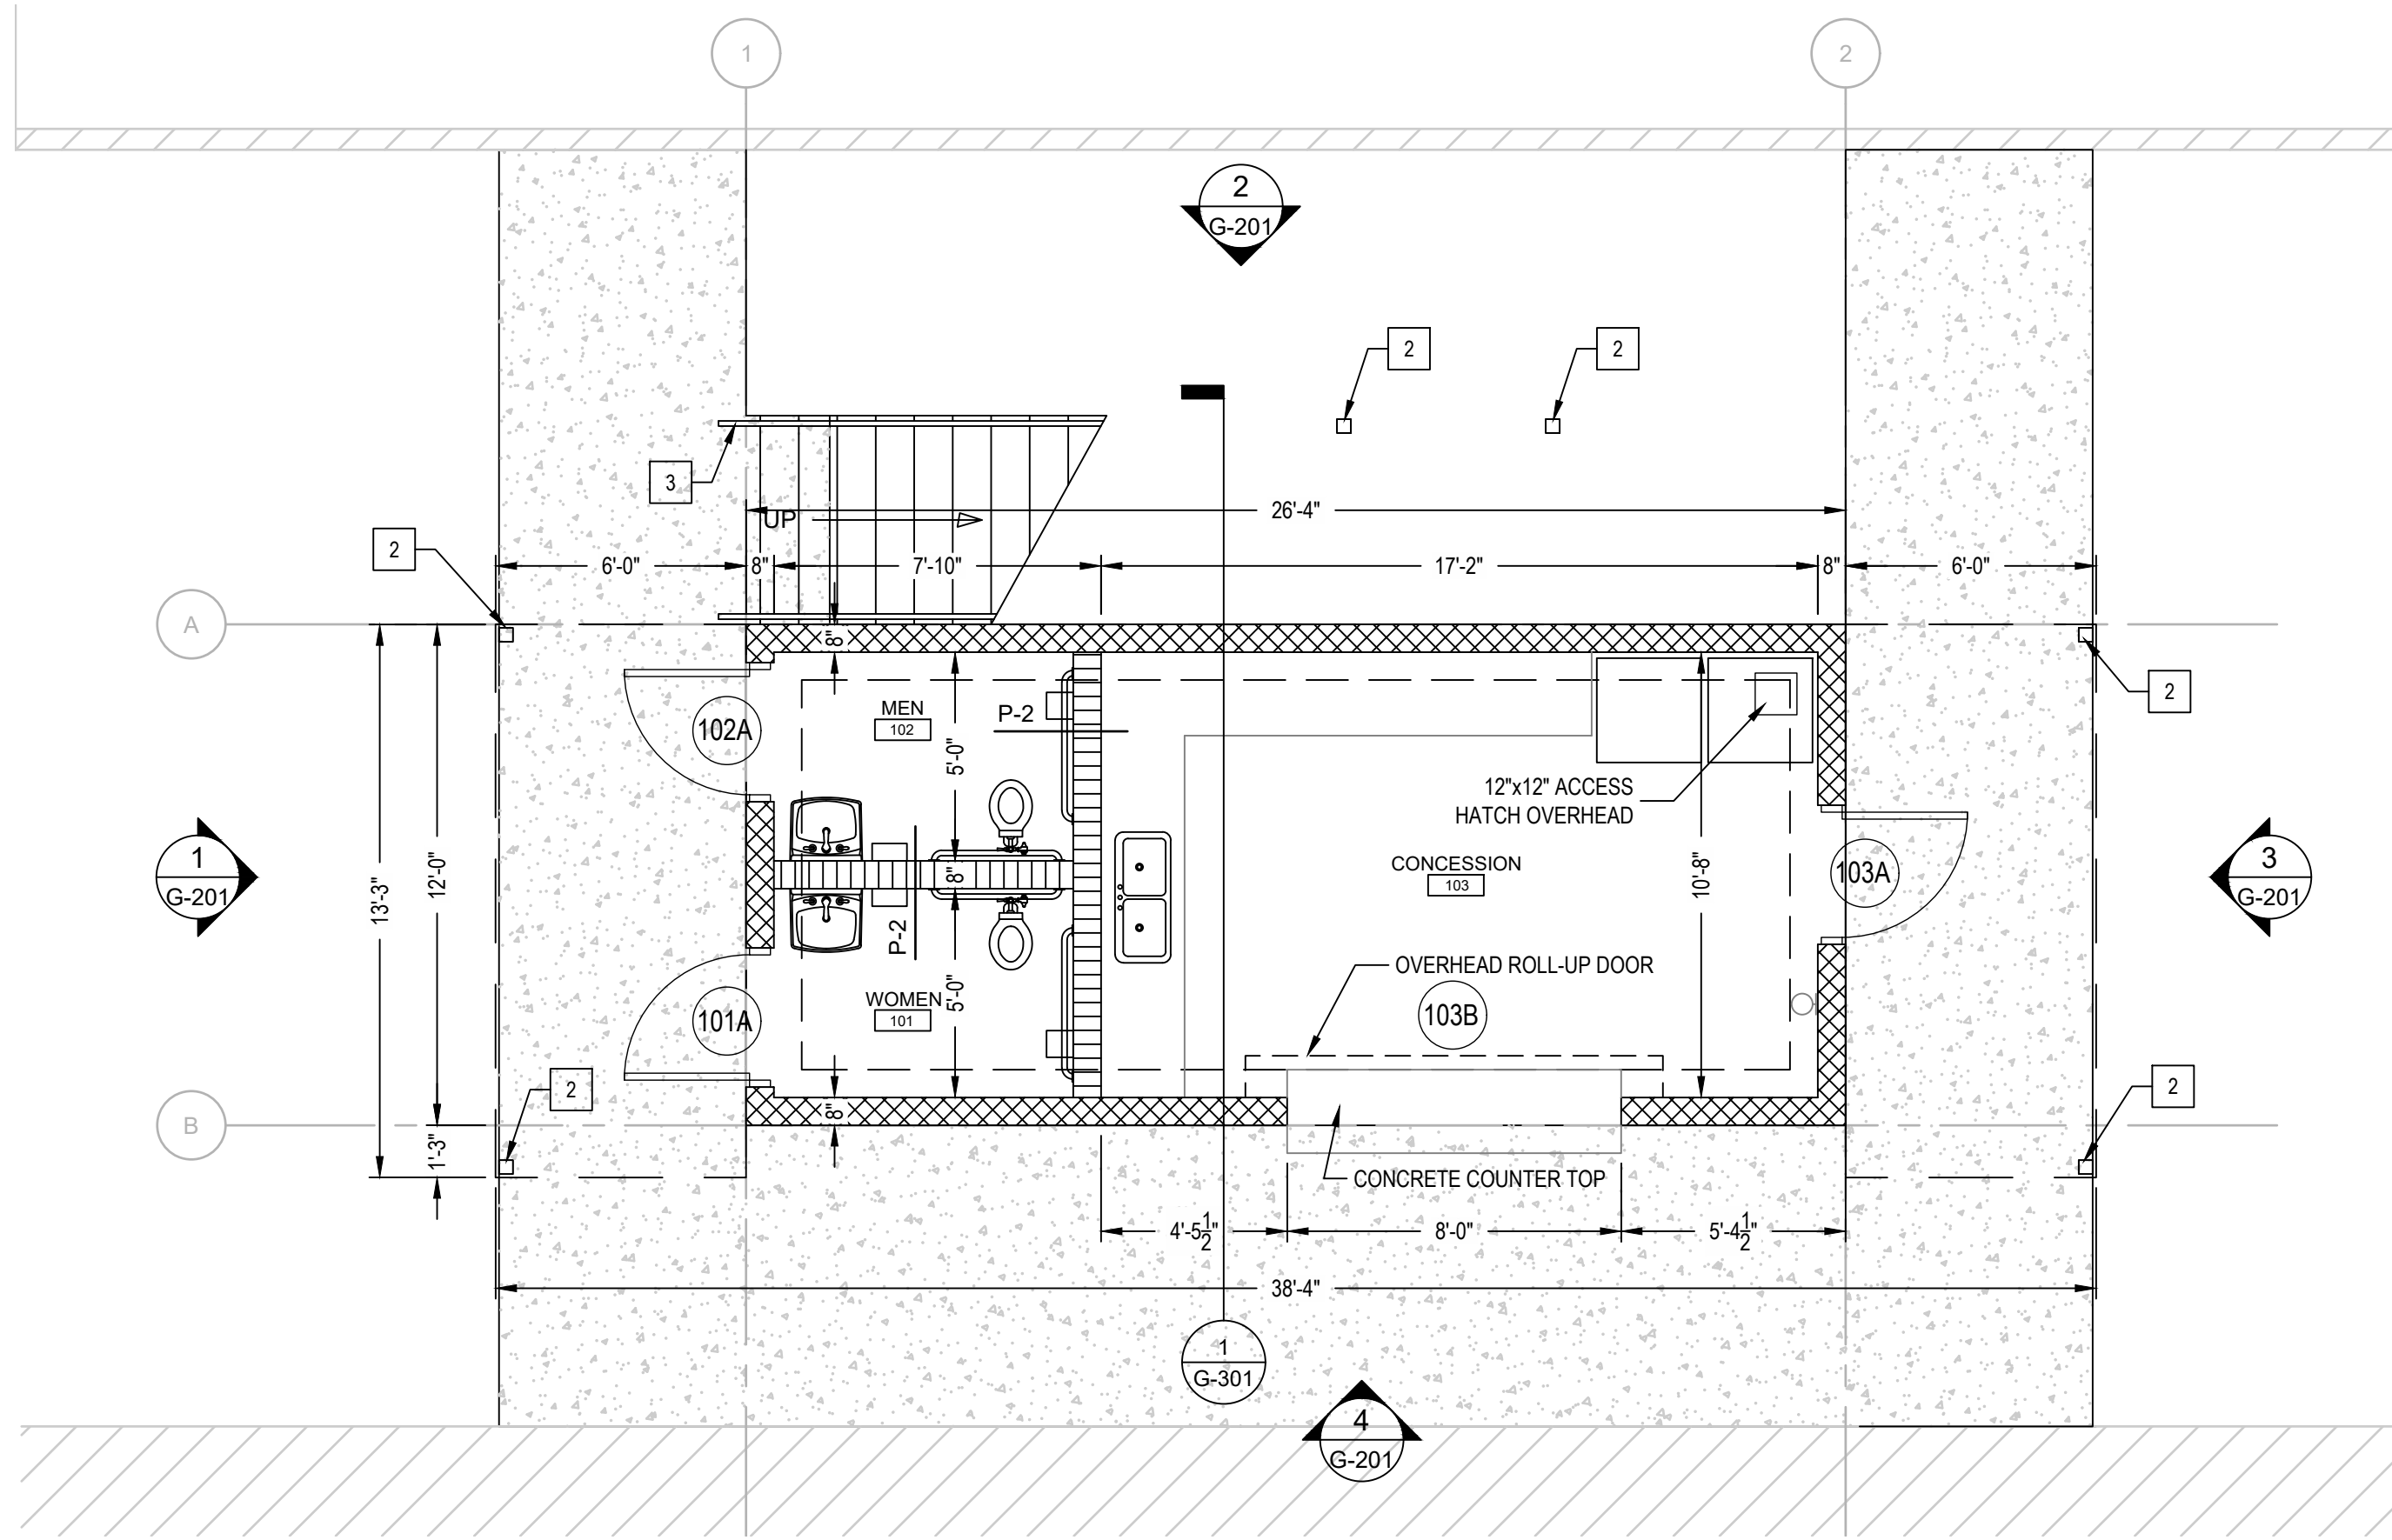 1
2
2
G-201
2
2
3
UP
26'-4"
2
6'-0"
8"
7'-10"
17'-2"
8"
6'-0"
A
8"
2
MEN
102
P-2
102A
5'-0"
12"x12" ACCESS
HATCH OVERHEAD
1
G-201
13'-3"
12'-0"
8"
CONCESSION
103
10'-8"
103A
3
G-201
P-2
OVERHEAD ROLL-UP DOOR
WOMEN
101
5'-0"
101A
103B
2
2
B
8"
1'-3"
CONCRETE COUNTER TOP
4'-5 1/2"
8'-0"
5'-4 1/2"
38'-4"
1
G-301
4
G-201